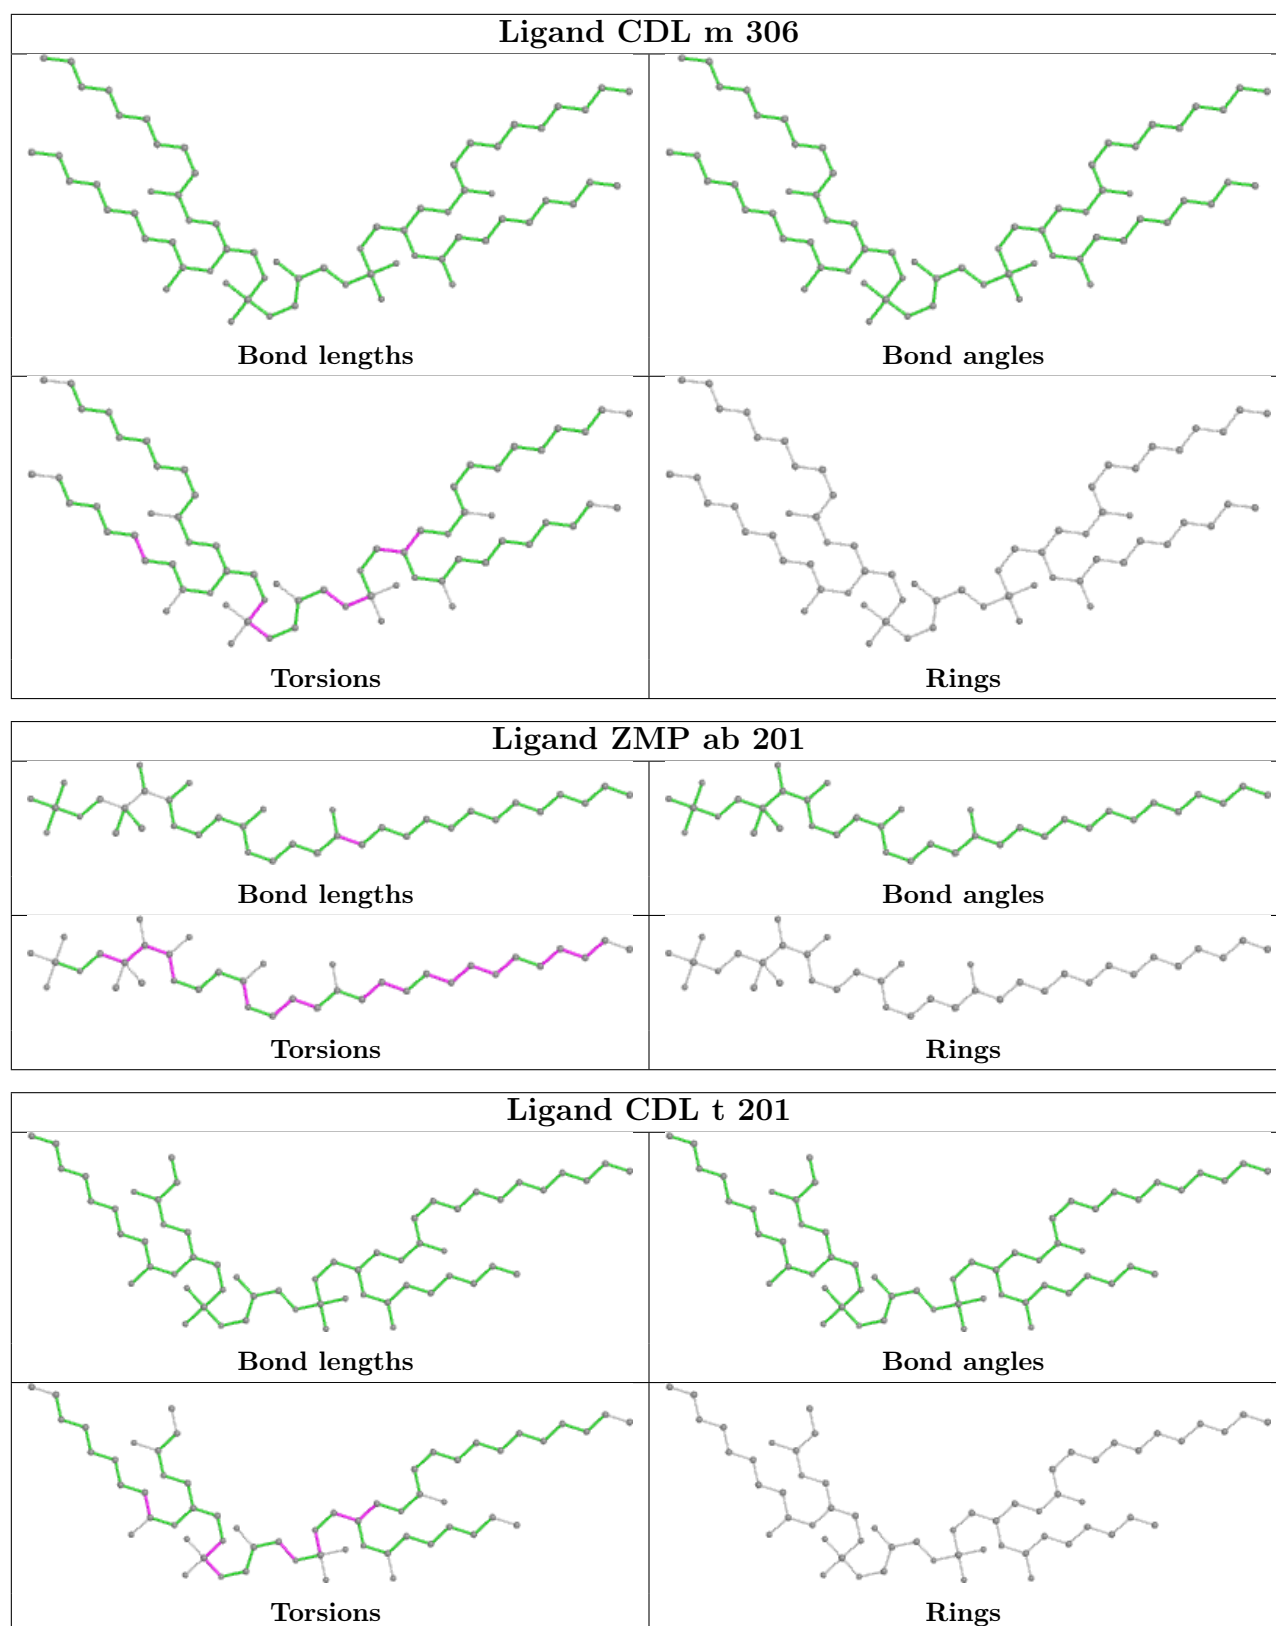 Ligand CDL m 306
Bond lengths
Bond angles
Torsions
Rings
Ligand ZMP ab 201
Bond lengths
Bond angles
Torsions
Rings
Ligand CDL t 201
Bond lengths
Bond angles
Torsions
Rings